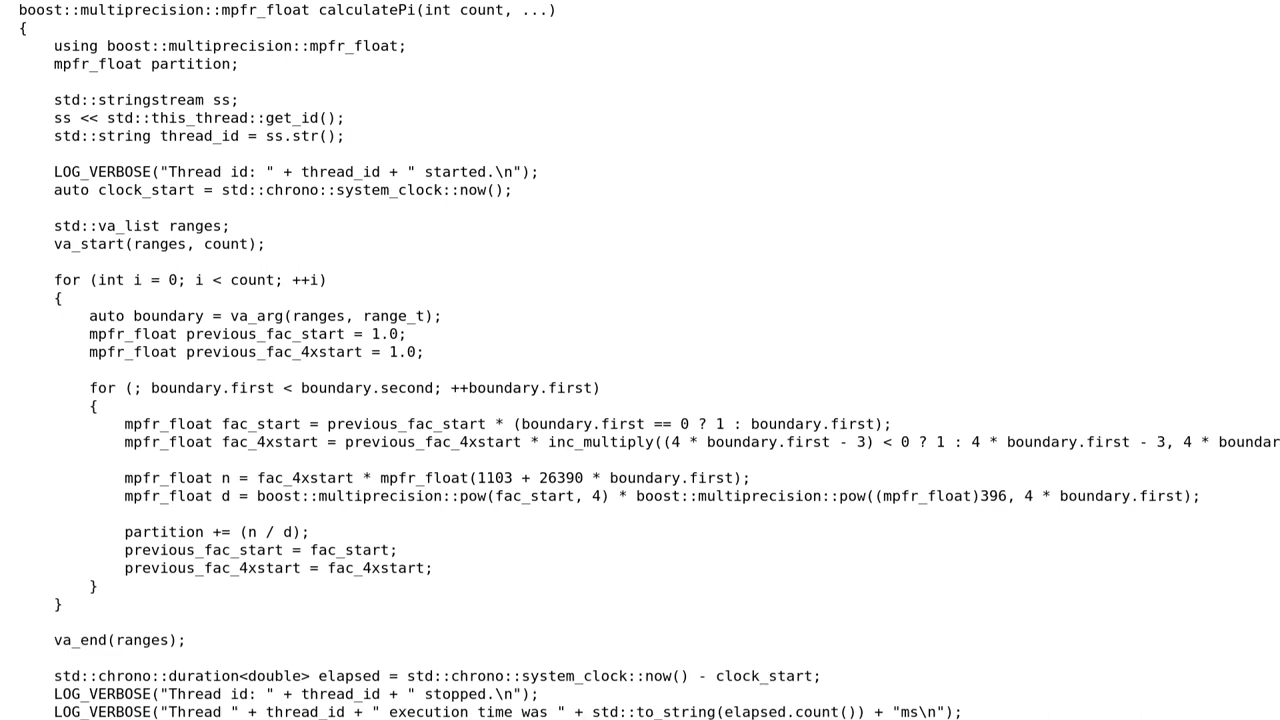 boost::multiprecision::mpfr_float calculatePi(int count, ...)
{
    using boost::multiprecision::mpfr_float;
    mpfr_float partition;

    std::stringstream ss;
    ss << std::this_thread::get_id();
    std::string thread_id = ss.str();

    LOG_VERBOSE("Thread id: " + thread_id + " started.\n");
    auto clock_start = std::chrono::system_clock::now();

    std::va_list ranges;
    va_start(ranges, count);

    for (int i = 0; i < count; ++i)
    {
        auto boundary = va_arg(ranges, range_t);
        mpfr_float previous_fac_start = 1.0;
        mpfr_float previous_fac_4xstart = 1.0;

        for (; boundary.first < boundary.second; ++boundary.first)
        {
            mpfr_float fac_start = previous_fac_start * (boundary.first == 0 ? 1 : boundary.first);
            mpfr_float fac_4xstart = previous_fac_4xstart * inc_multiply((4 * boundary.first - 3) < 0 ? 1 : 4 * boundary.first - 3, 4 * boundar

            mpfr_float n = fac_4xstart * mpfr_float(1103 + 26390 * boundary.first);
            mpfr_float d = boost::multiprecision::pow(fac_start, 4) * boost::multiprecision::pow((mpfr_float)396, 4 * boundary.first);

            partition += (n / d);
            previous_fac_start = fac_start;
            previous_fac_4xstart = fac_4xstart;
        }
    }

    va_end(ranges);

    std::chrono::duration<double> elapsed = std::chrono::system_clock::now() - clock_start;
    LOG_VERBOSE("Thread id: " + thread_id + " stopped.\n");
    LOG_VERBOSE("Thread " + thread_id + " execution time was " + std::to_string(elapsed.count()) + "ms\n");